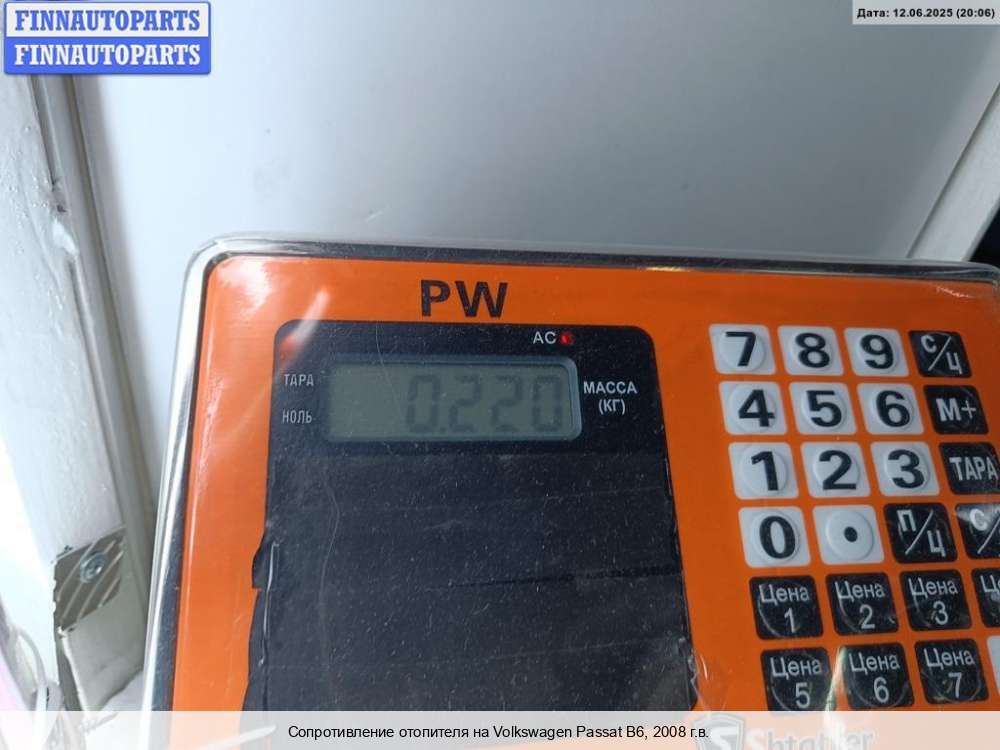 FINNAUTOPARTS
FINNAUTOPARTS
Дата: 12.06.2025 (20:06)
PW
AC
ТАРА
НОЛЬ
0.220
МАССА
(КГ)
7 8 9 С/Ц
4 5 6 М+
1 2 3 ТАРА
0 • П/Ц
Цена 1 Цена 2 Цена 3
Цена 5 Цена 6 Цена 7
Сопротивление отопителя на Volkswagen Passat B6, 2008 г.в.